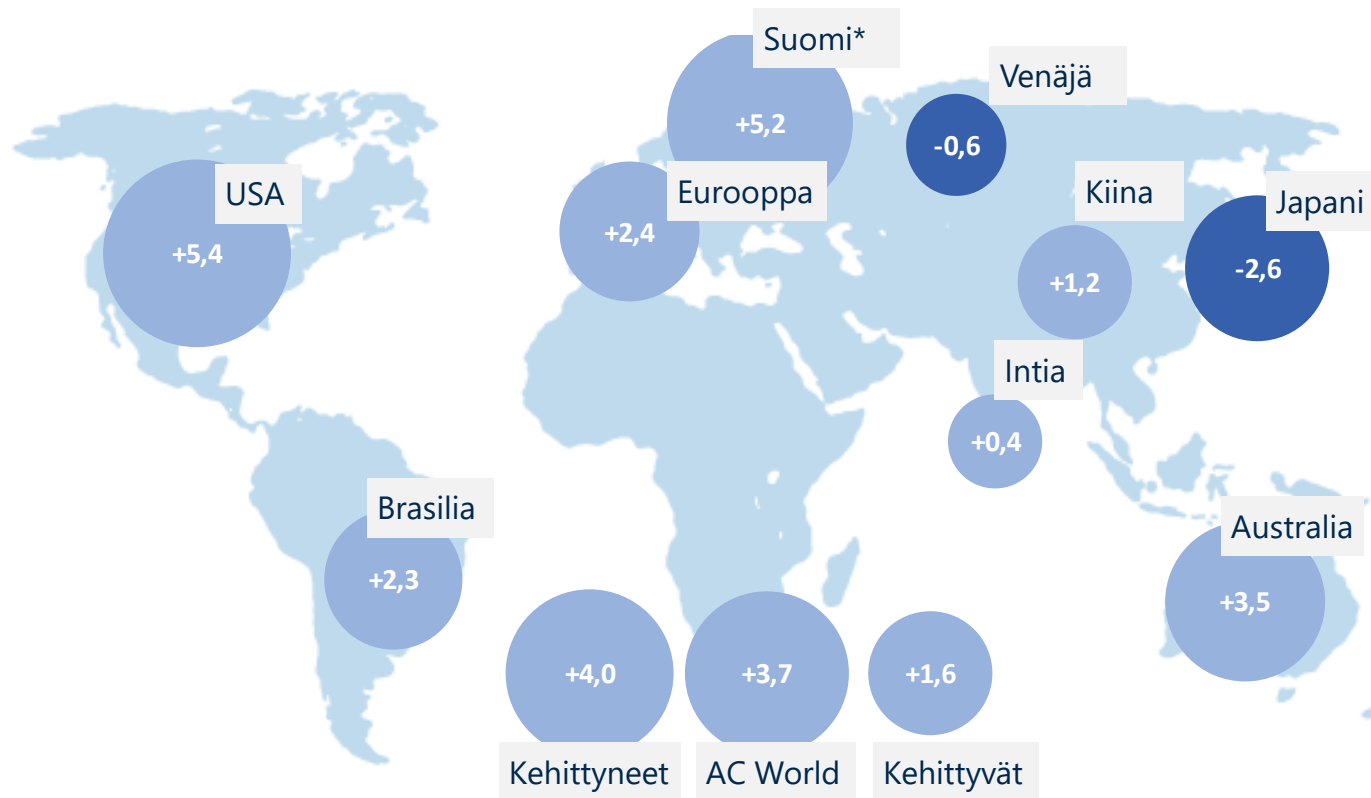 Suomi*
+5,2
Venäjä
-0,6
USA
+5,4
Eurooppa
+2,4
Kiina
+1,2
Japani
-2,6
Intia
+0,4
Brasilia
+2,3
Australia
+3,5
+4,0
Kehittyneet
+3,7
AC World
+1,6
Kehittyvät